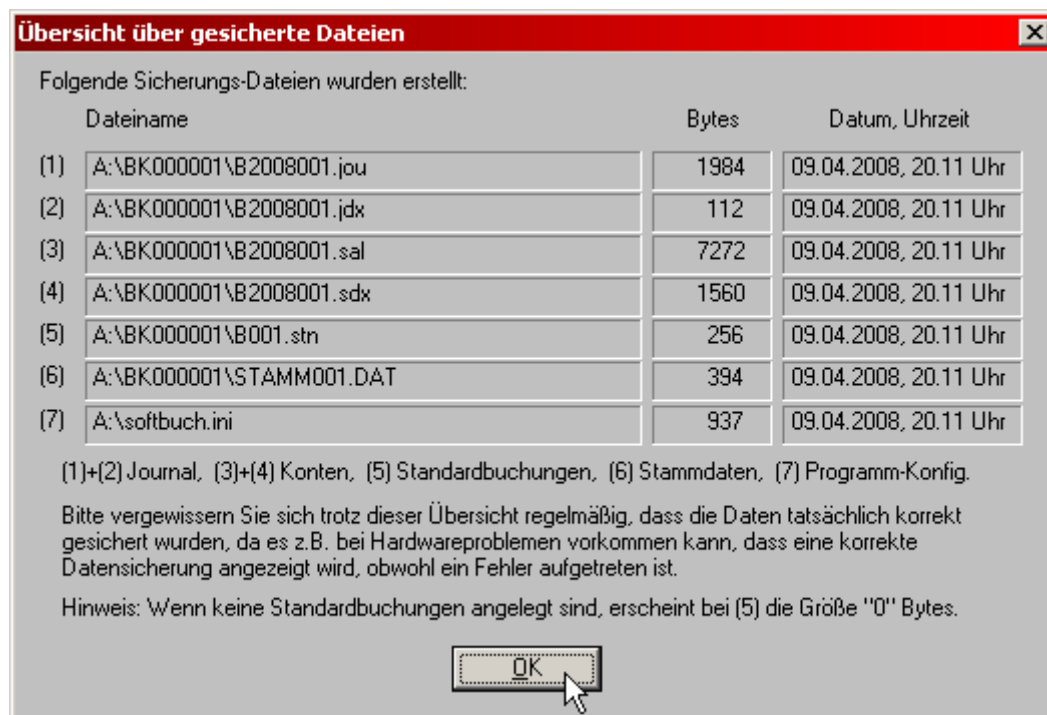 Übersicht über gesicherte Dateien
Folgende Sicherungs-Dateien wurden erstellt:
Dateiname Bytes Datum, Uhrzeit
(1) A:\BK000001\B2008001.jou 1984 09.04.2008, 20.11 Uhr
(2) A:\BK000001\B2008001.jdx 112 09.04.2008, 20.11 Uhr
(3) A:\BK000001\B2008001.sal 7272 09.04.2008, 20.11 Uhr
(4) A:\BK000001\B2008001.sdx 1560 09.04.2008, 20.11 Uhr
(5) A:\BK000001\B001.stn 256 09.04.2008, 20.11 Uhr
(6) A:\BK000001\STAMM001.DAT 394 09.04.2008, 20.11 Uhr
(7) A:\softbuch.ini 937 09.04.2008, 20.11 Uhr
(1)+(2) Journal, (3)+(4) Konten, (5) Standardbuchungen, (6) Stammdaten, (7) Programm-Konfig.
Bitte vergewissern Sie sich trotz dieser Übersicht regelmäßig, dass die Daten tatsächlich korrekt
gesichert wurden, da es z.B. bei Hardwareproblemen vorkommen kann, dass eine korrekte
Datensicherung angezeigt wird, obwohl ein Fehler aufgetreten ist.
Hinweis: Wenn keine Standardbuchungen angelegt sind, erscheint bei (5) die Größe "0" Bytes.
OK